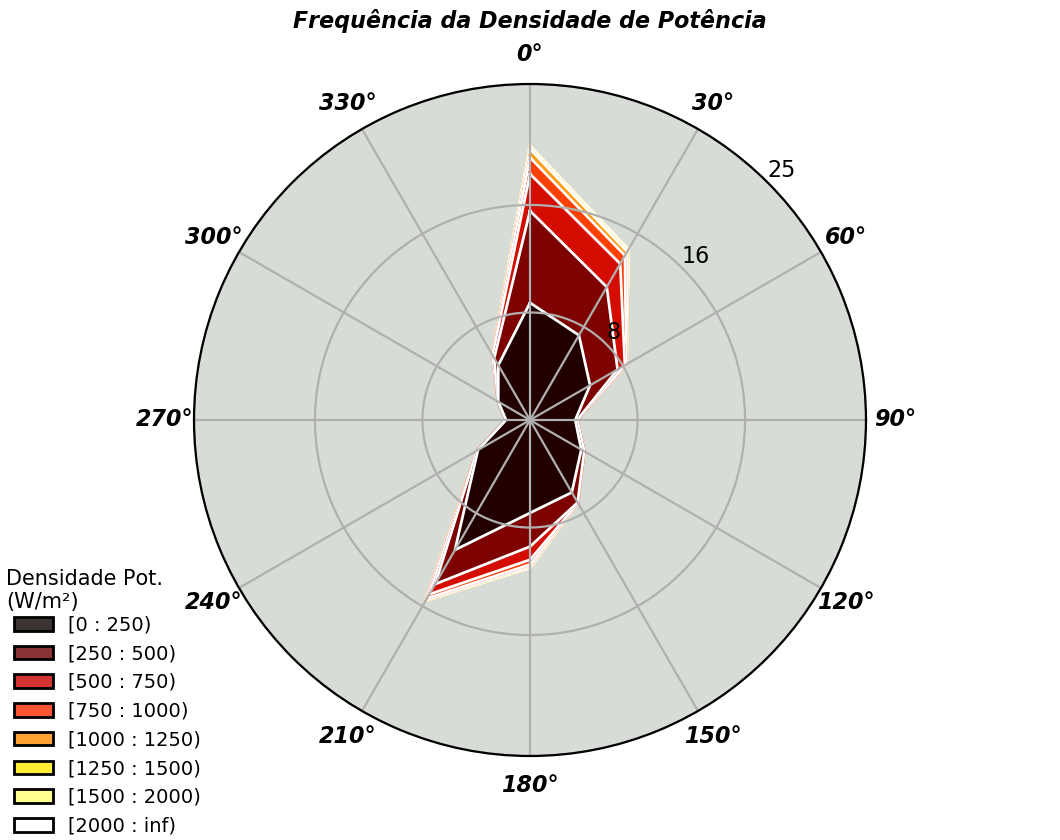 Frequência da Densidade de Potência
0°
330°
30°
25
300°
60°
16
8
270°
90°
Densidade Pot.
(W/m²)
240°
120°
[0 : 250)
[250 : 500)
[500 : 750)
[750 : 1000)
210°
150°
[1000 : 1250)
[1250 : 1500)
180°
[1500 : 2000)
[2000 : inf)